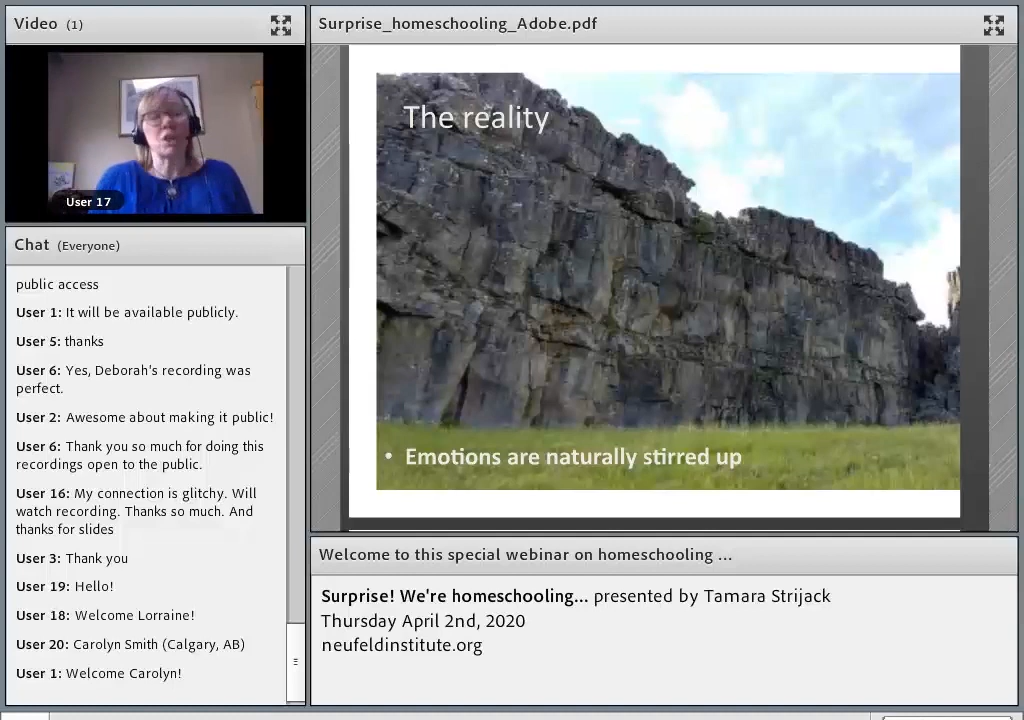 Video (1)
User 17
Chat (Everyone)
public access
User 1: It will be available publicly.
User 5: thanks
User 6: Yes, Deborah's recording was
perfect.
User 2: Awesome about making it public!
User 6: Thank you so much for doing this
recordings open to the public.
User 16: My connection is glitchy. Will
watch recording. Thanks so much. And
thanks for slides
User 3: Thank you
User 19: Hello!
User 18: Welcome Lorraine!
User 20: Carolyn Smith (Calgary, AB)
User 1: Welcome Carolyn!
Surprise_homeschooling_Adobe.pdf
The reality
• Emotions are naturally stirred up
Welcome to this special webinar on homeschooling ...
Surprise! We're homeschooling... presented by Tamara Strijack
Thursday April 2nd, 2020
neufeldinstitute.org